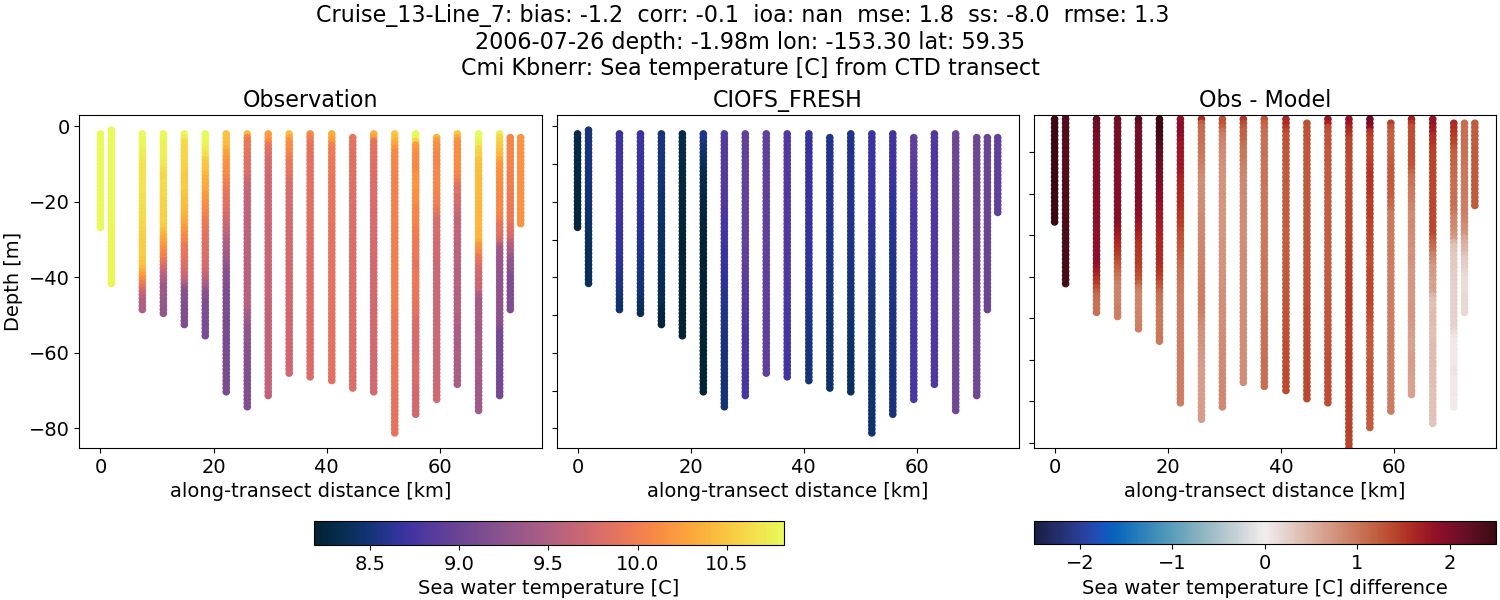 Cruise_13-Line_7: bias: -1.2  corr: -0.1  ioa: nan  mse: 1.8  ss: -8.0  rmse: 1.3
2006-07-26 depth: -1.98m lon: -153.30 lat: 59.35
Cmi Kbnerr: Sea temperature [C] from CTD transect
Observation
CIOFS_FRESH
Obs - Model
Depth [m]
0
−20
−40
−60
−80
0 20 40 60
0 20 40 60
0 20 40 60
along-transect distance [km]
along-transect distance [km]
along-transect distance [km]
8.5 9.0 9.5 10.0 10.5
Sea water temperature [C]
−2 −1 0 1 2
Sea water temperature [C] difference